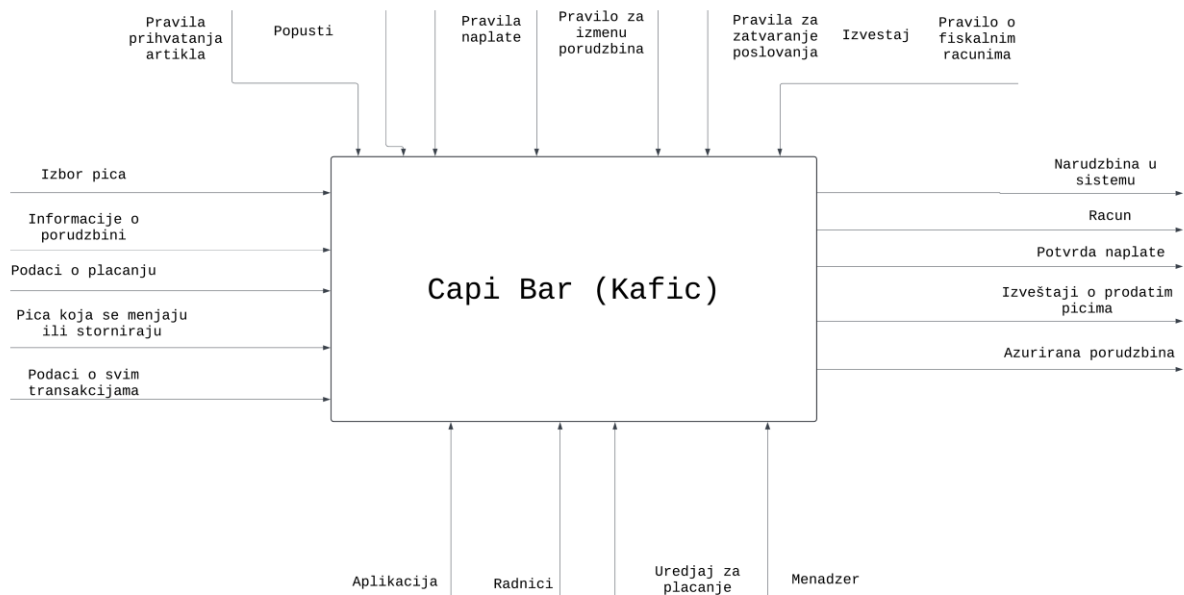 Pravila
prihvatanja
artikla
Popusti
Pravila
naplate
Pravilo za
izmenu
porudzbina
Pravila za
zatvaranje
poslovanja
Izvestaj
Pravilo o
fiskalnim
racunima
Izbor pica
Informacije o
porudzbini
Podaci o placanju
Pica koja se menjaju
ili storniraju
Podaci o svim
transakcijama
Capi Bar (Kafic)
Narudzbina u
sistemu
Racun
Potvrda naplate
Izveštaji o prodatim
picima
Azurirana porudzbina
Aplikacija
Radnici
Uredjaj za
placanje
Menadzer